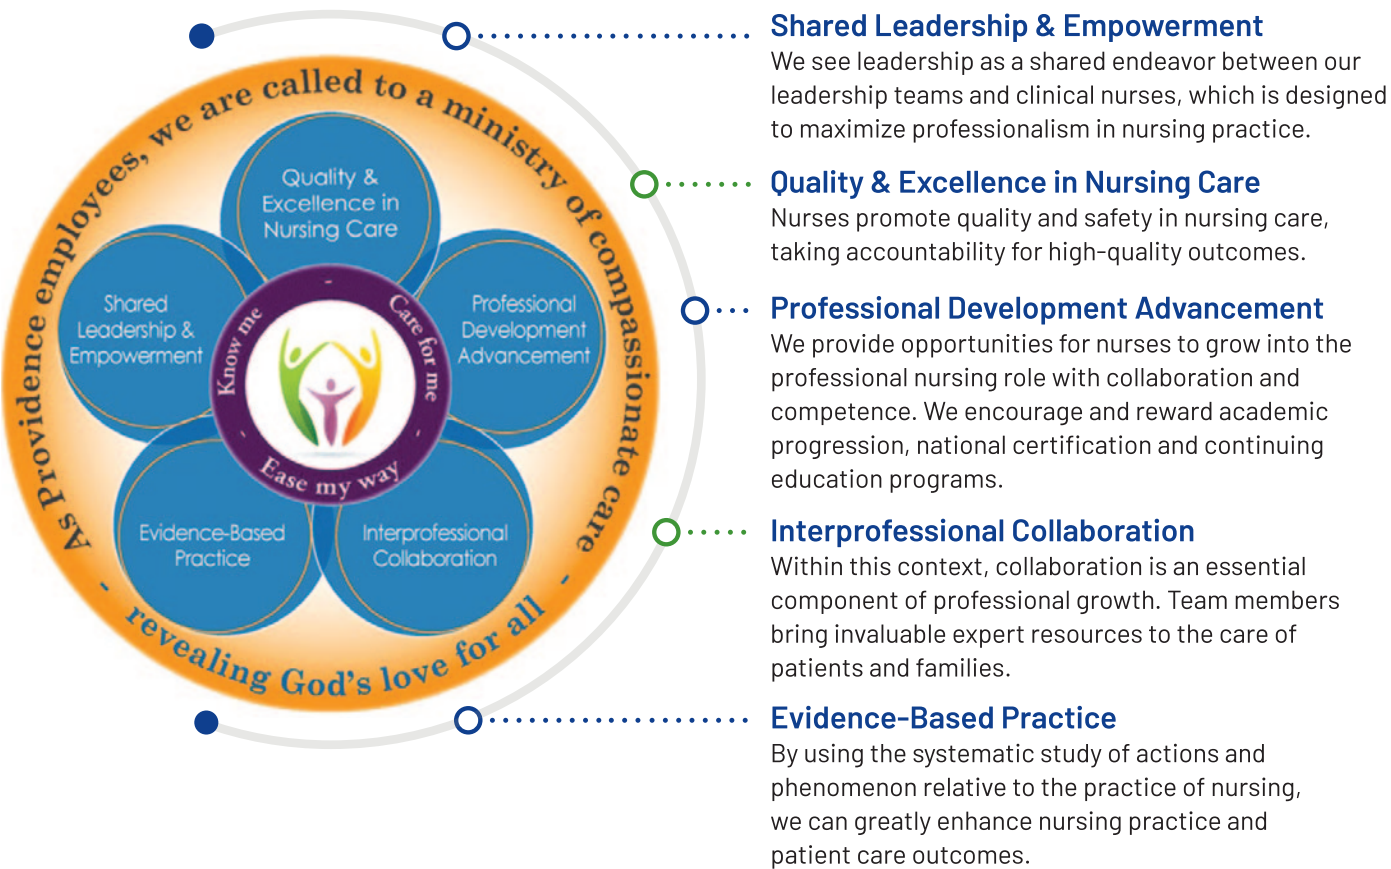 As Providence employees, we are called to a ministry of compassionate care
- revealing God's love for all -
Quality &
Excellence in
Nursing Care
Shared
Leadership &
Empowerment
Professional
Development
Advancement
Evidence-Based
Practice
Interprofessional
Collaboration
Know me - Care for me -
Ease my way -
Shared Leadership & Empowerment
We see leadership as a shared endeavor between our
leadership teams and clinical nurses, which is designed
to maximize professionalism in nursing practice.
Quality & Excellence in Nursing Care
Nurses promote quality and safety in nursing care,
taking accountability for high-quality outcomes.
Professional Development Advancement
We provide opportunities for nurses to grow into the
professional nursing role with collaboration and
competence. We encourage and reward academic
progression, national certification and continuing
education programs.
Interprofessional Collaboration
Within this context, collaboration is an essential
component of professional growth. Team members
bring invaluable expert resources to the care of
patients and families.
Evidence-Based Practice
By using the systematic study of actions and
phenomenon relative to the practice of nursing,
we can greatly enhance nursing practice and
patient care outcomes.